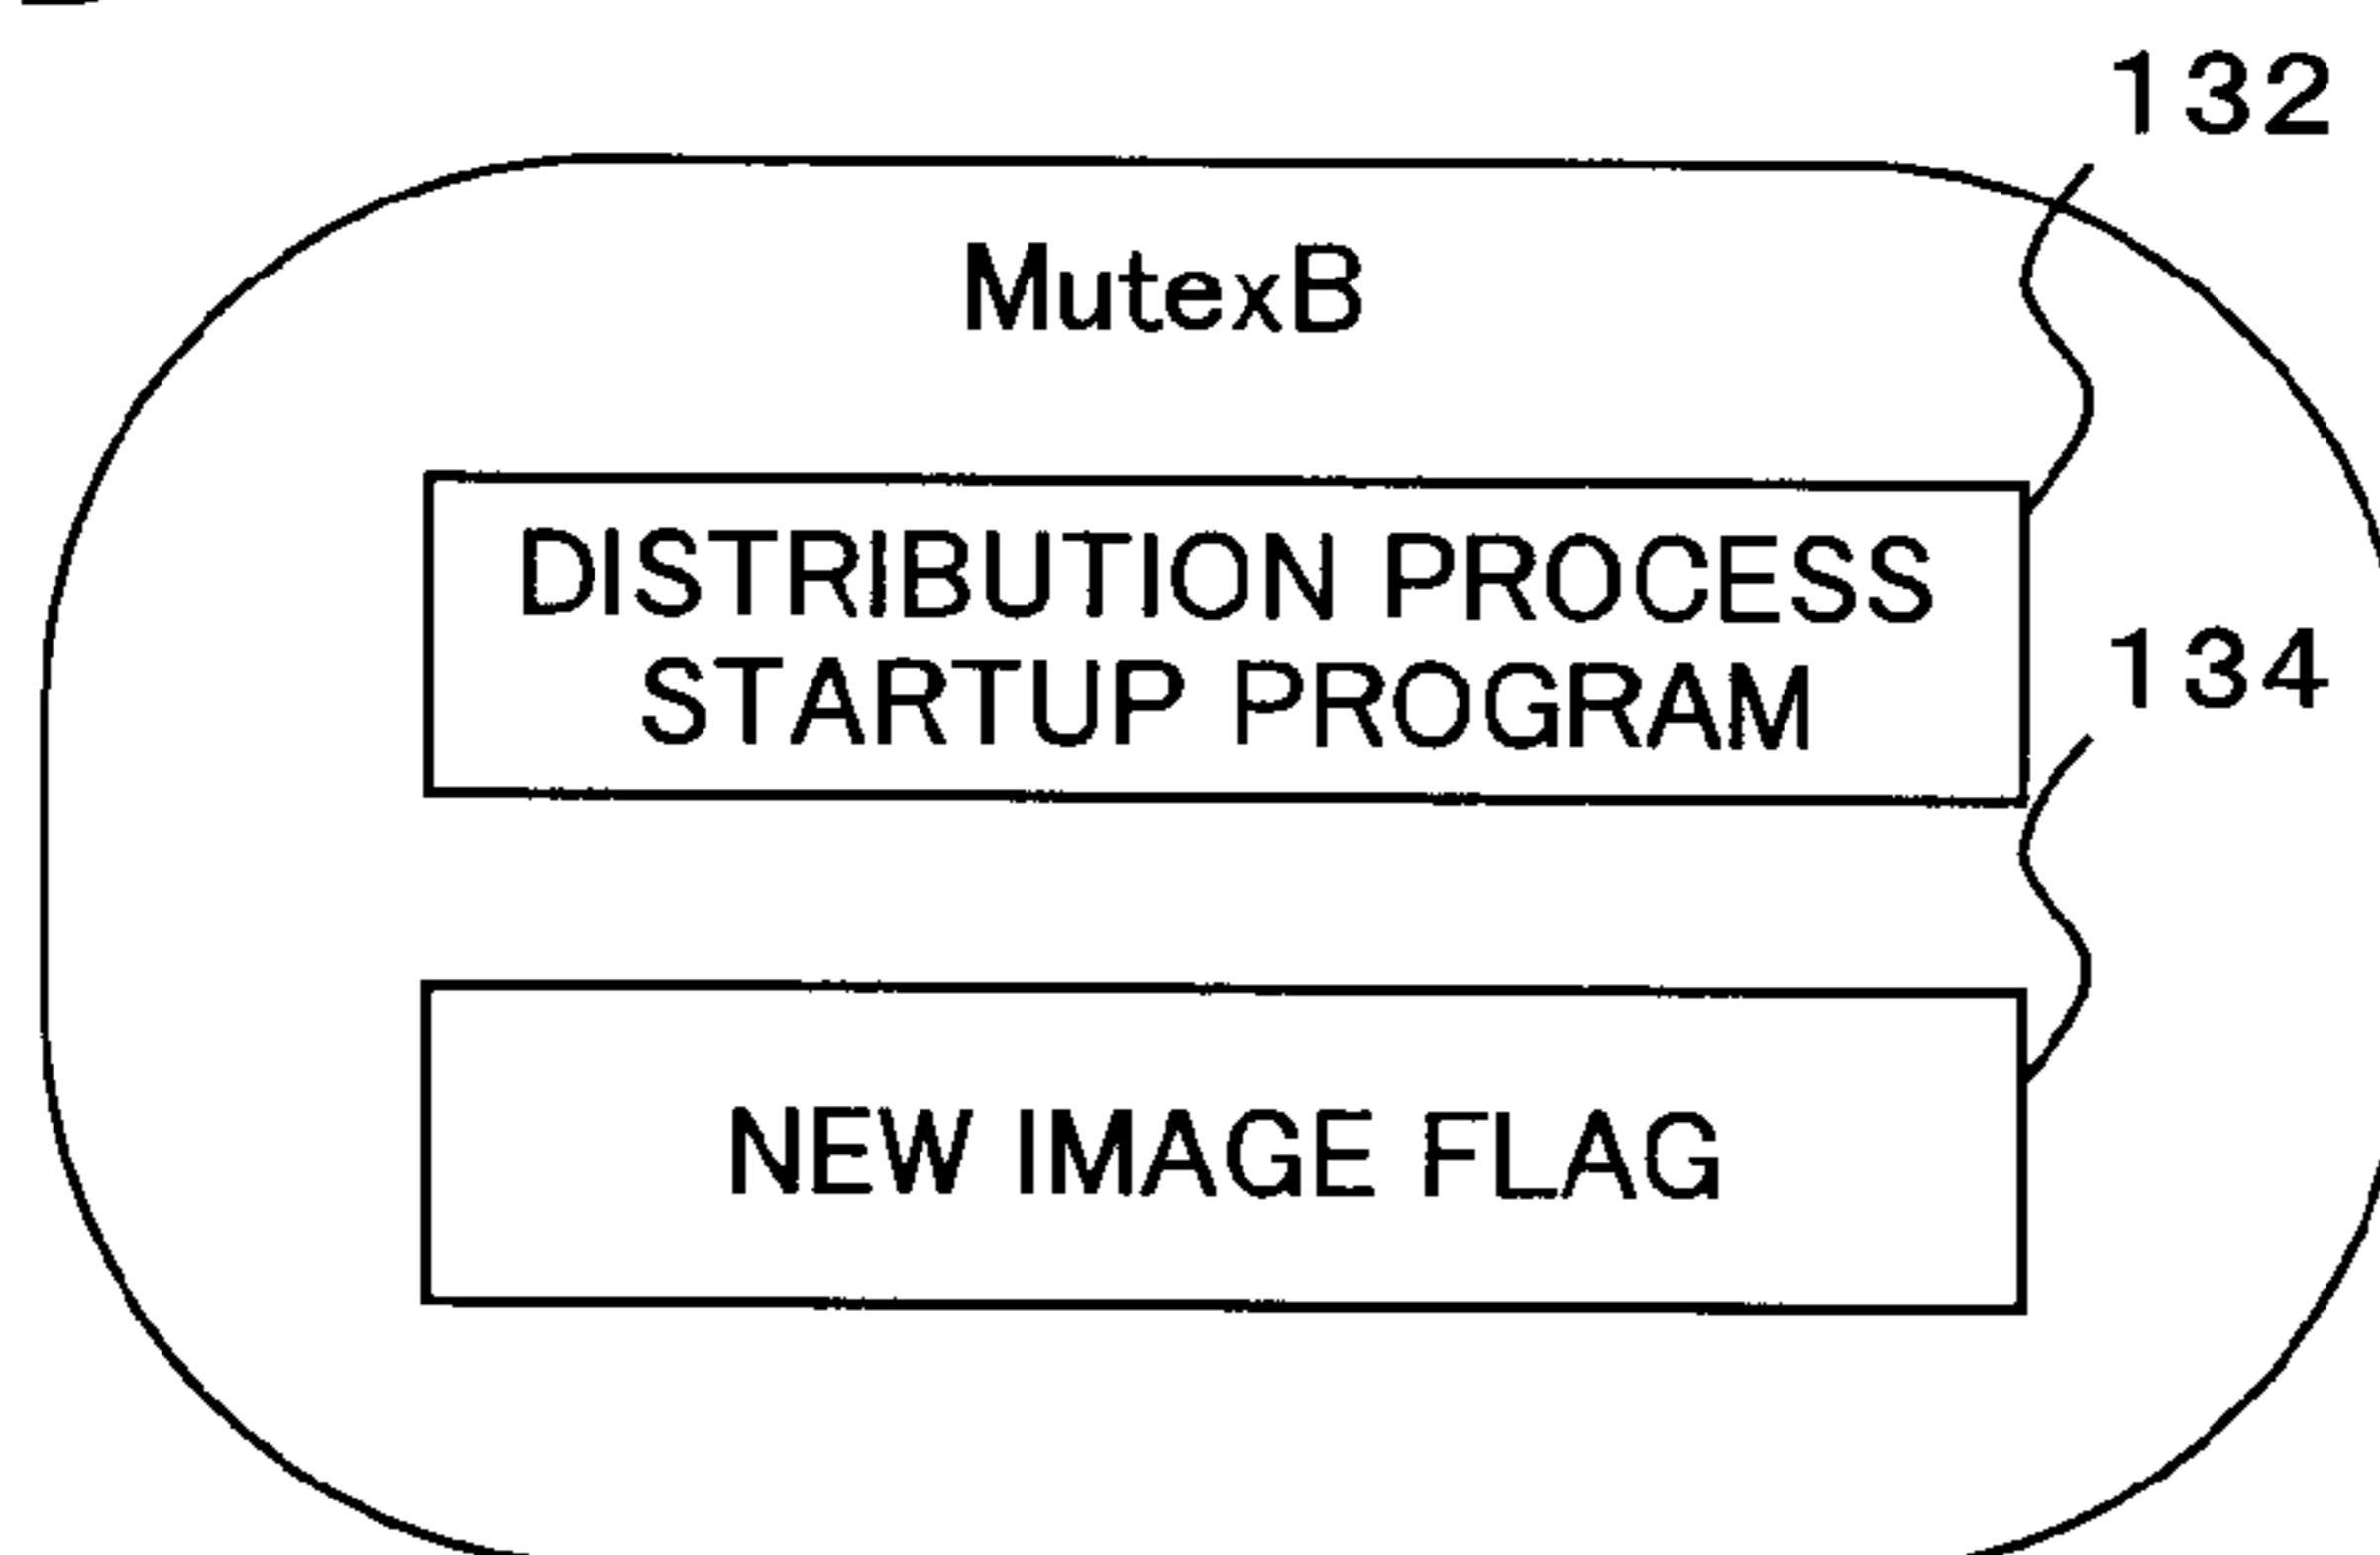 132
MutexB
DISTRIBUTION PROCESS
STARTUP PROGRAM
134
NEW IMAGE FLAG